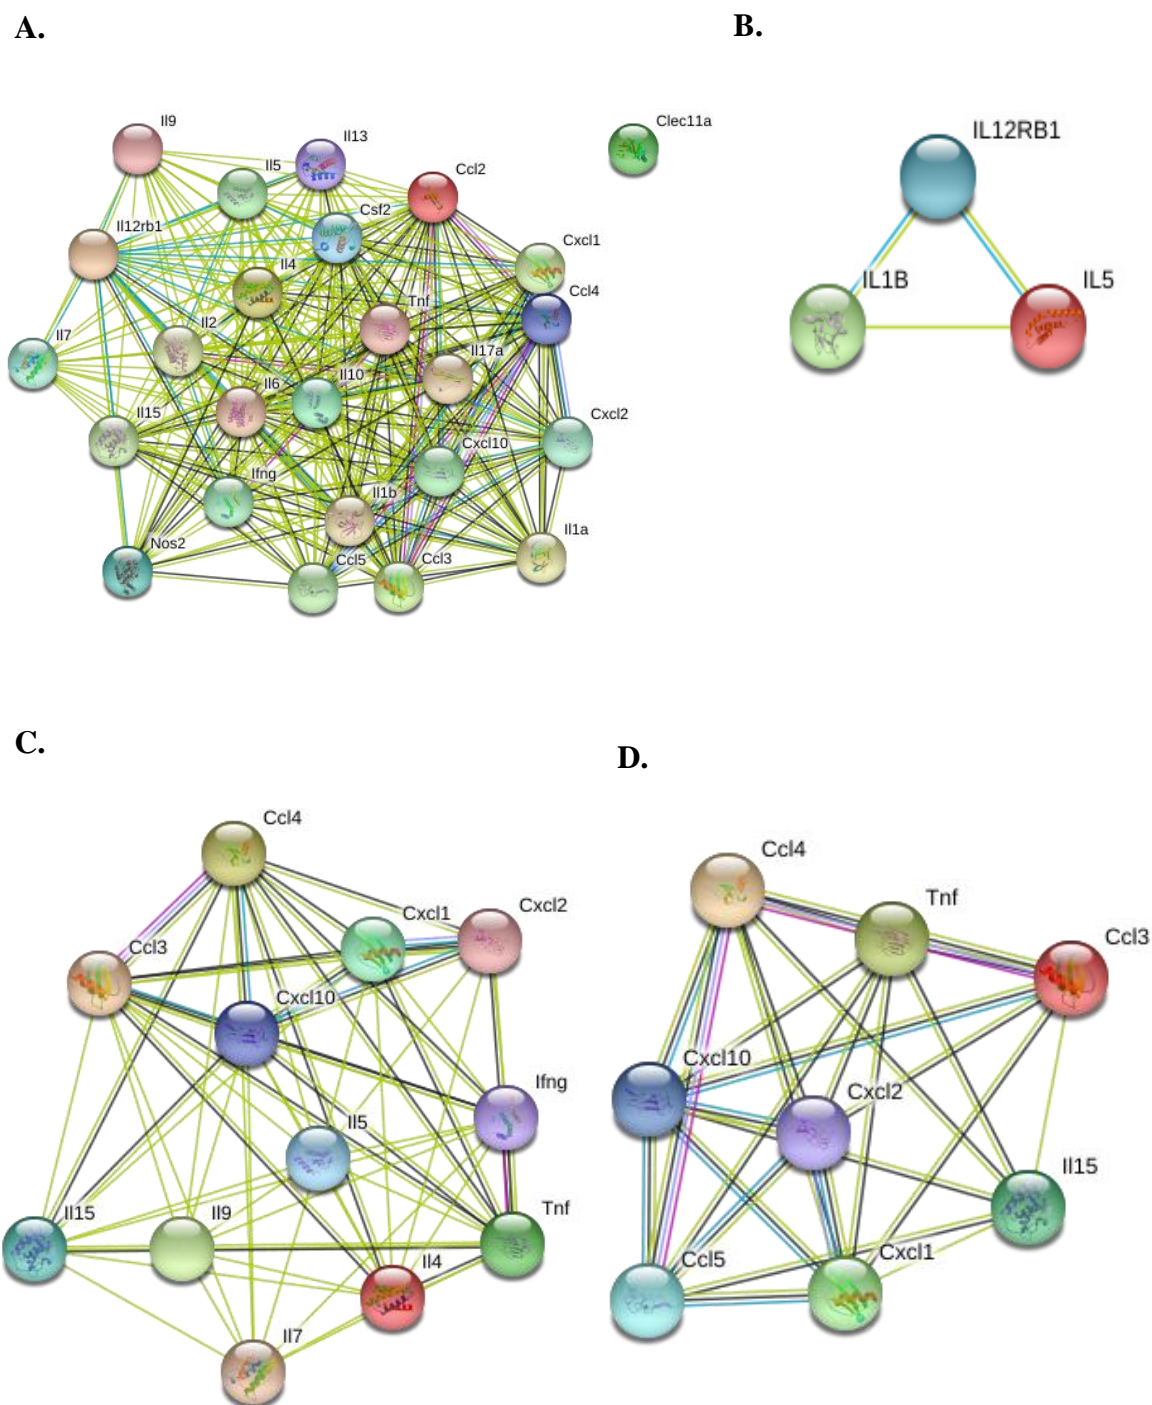 A.
B.
Il9
Il13
Clec11a
Il5
Ccl2
IL12RB1
Csf2
Il12rb1
Cxcl1
Il4
Ccl4
IL1B
IL5
Tnf
Il2
Il7
Il17a
Il6
Il10
Il15
Cxcl2
Cxcl10
Ifng
Il1b
Il1a
Nos2
Ccl5
Ccl3
C.
D.
Ccl4
Cxcl1
Cxcl2
Ccl3
Cxcl10
Ifng
Il5
Il15
Il9
Tnf
Il4
Il7
Ccl4
Tnf
Ccl3
Cxcl10
Cxcl2
Il15
Ccl5
Cxcl1